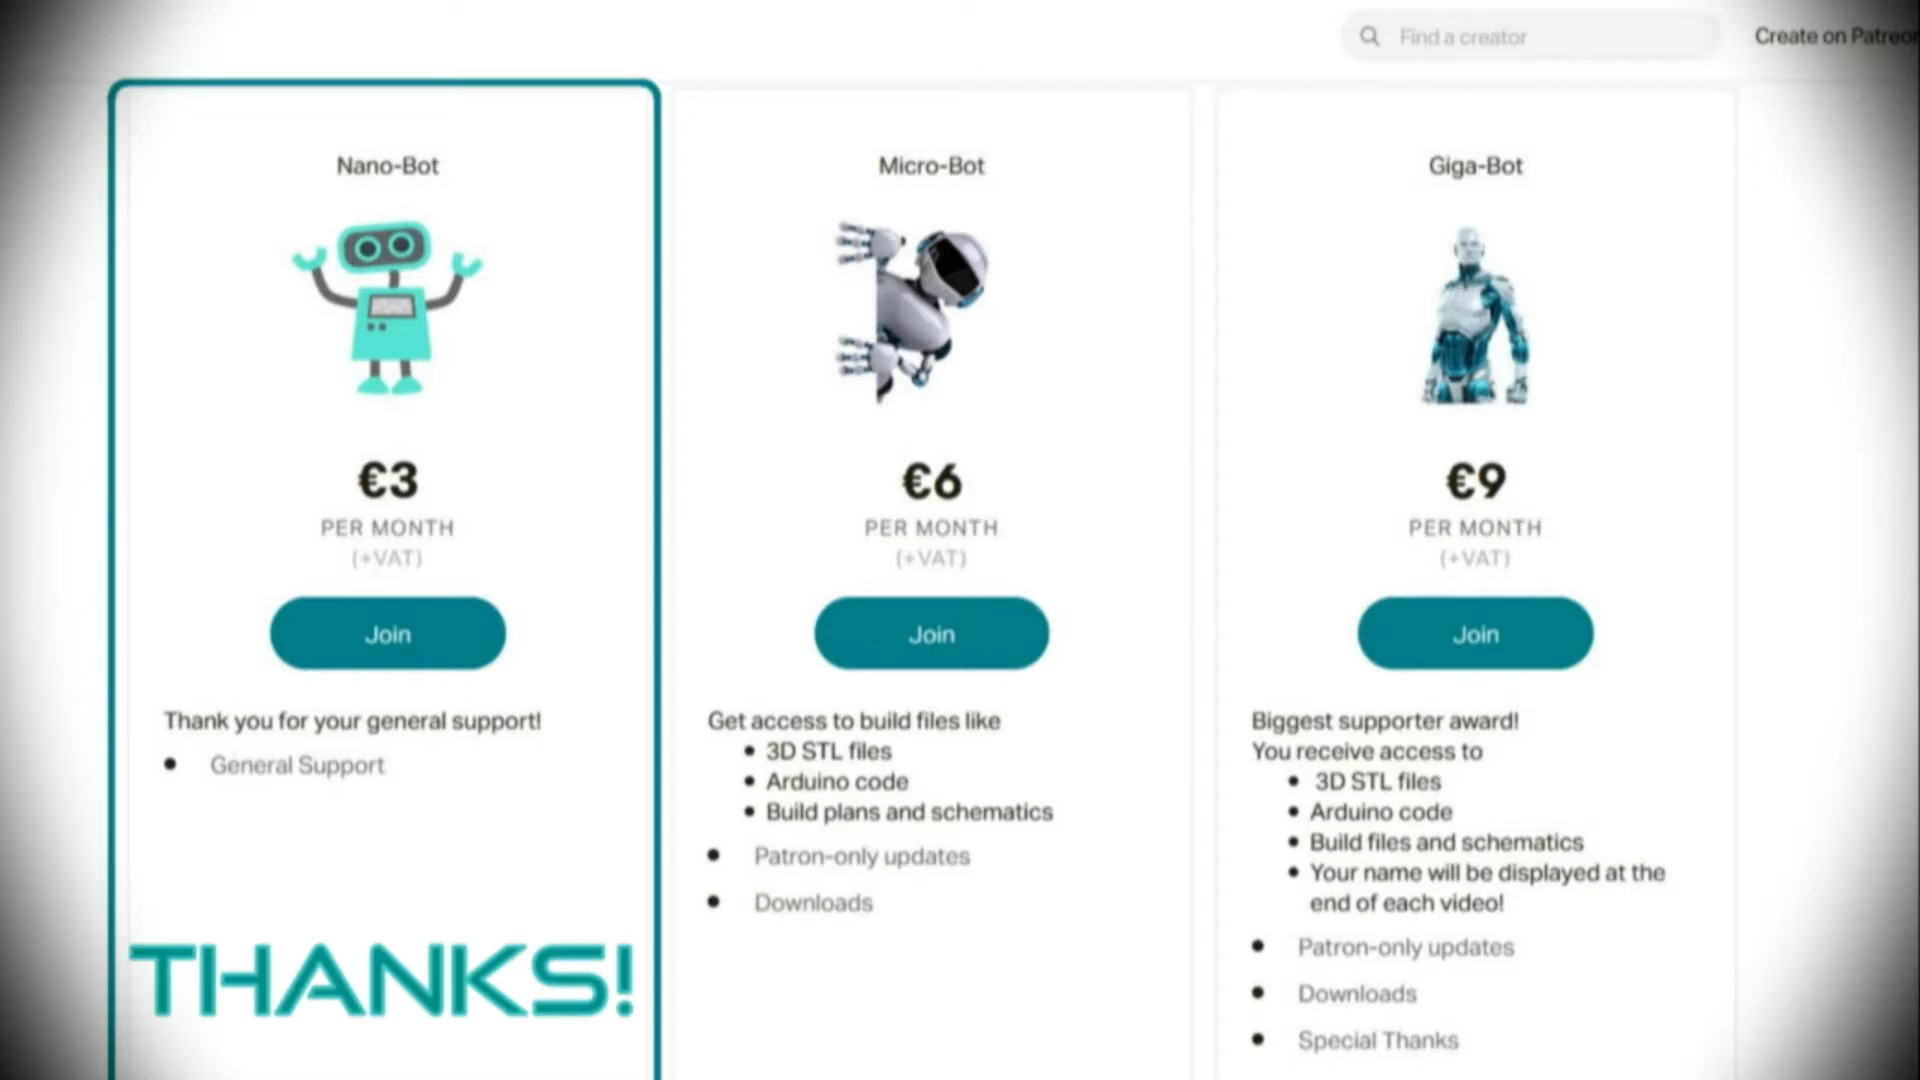 Find a creator
Create on Patreon
Nano-Bot
€3
PER MONTH
(+VAT)
Join
Thank you for your general support!
General Support
THANKS!
Micro-Bot
€6
PER MONTH
(+VAT)
Join
Get access to build files like
3D STL files
Arduino code
Build plans and schematics
Patron-only updates
Downloads
Giga-Bot
€9
PER MONTH
(+VAT)
Join
Biggest supporter award!
You receive access to
3D STL files
Arduino code
Build files and schematics
Your name will be displayed at the
end of each video!
Patron-only updates
Downloads
Special Thanks